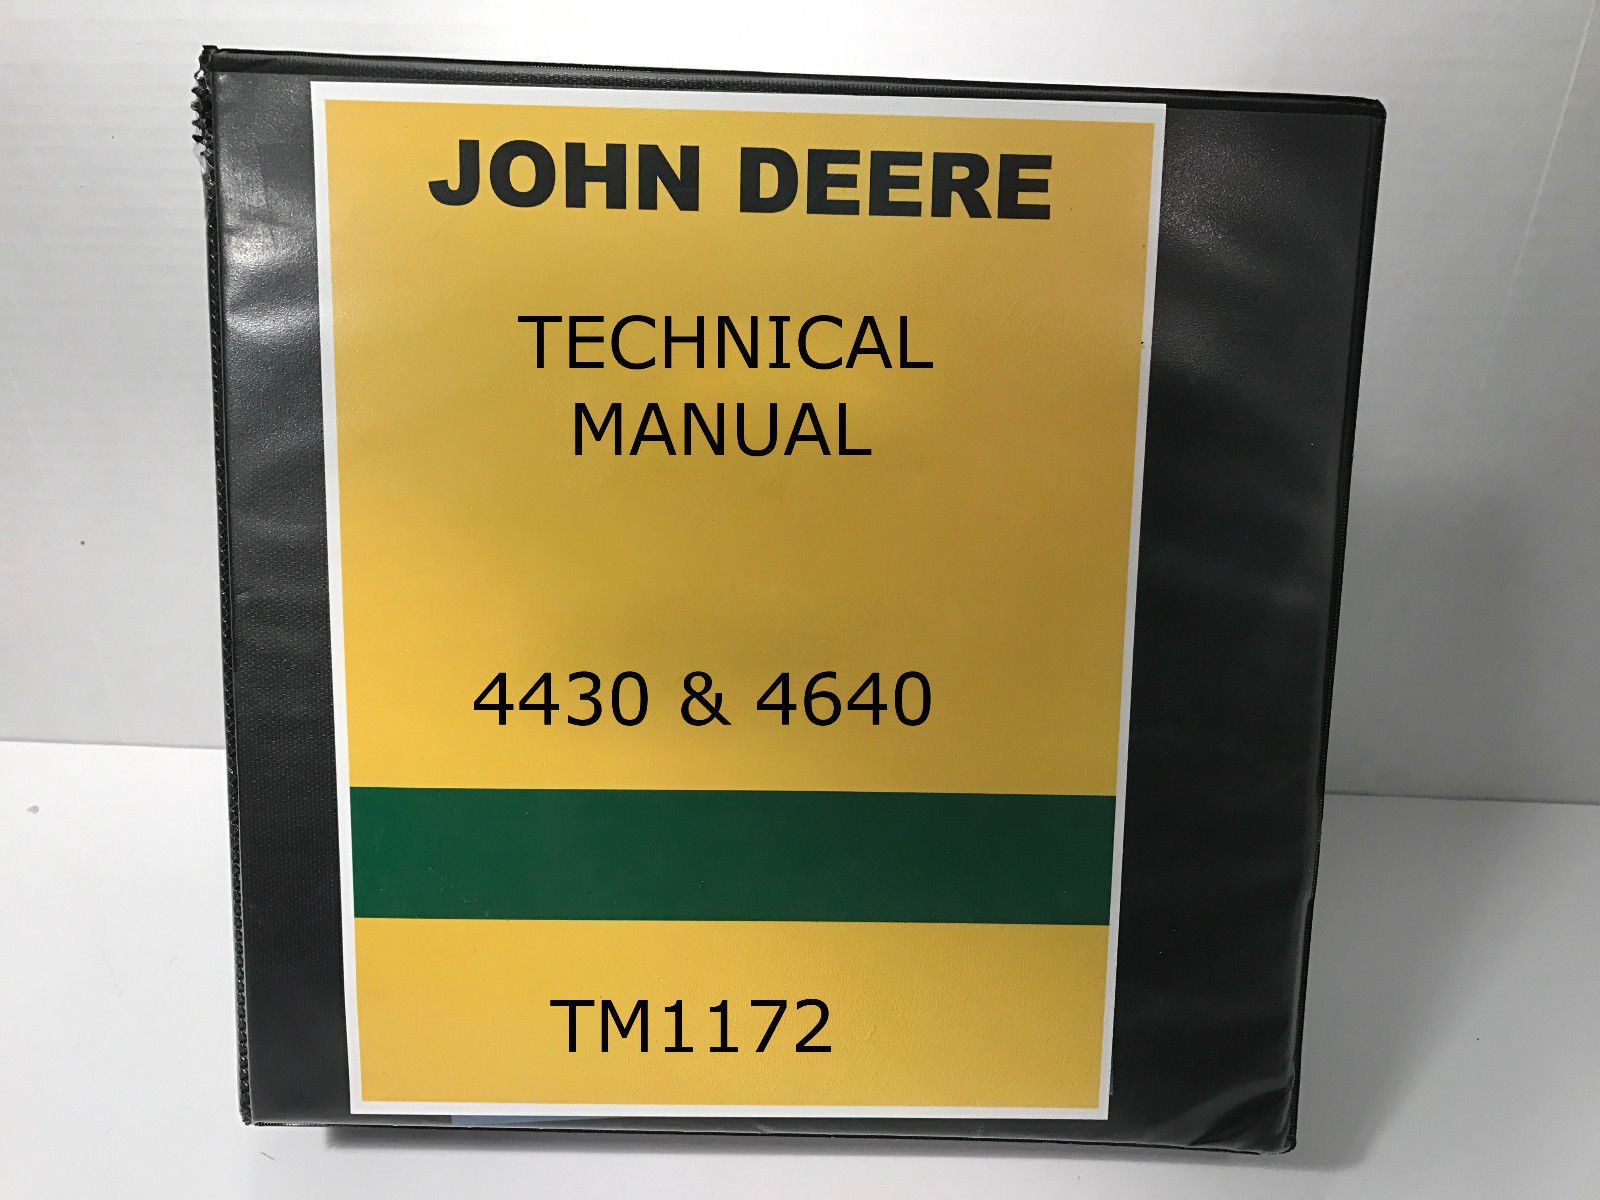 JOHN DEERE
TECHNICAL
MANUAL
4430 & 4640
TM1172